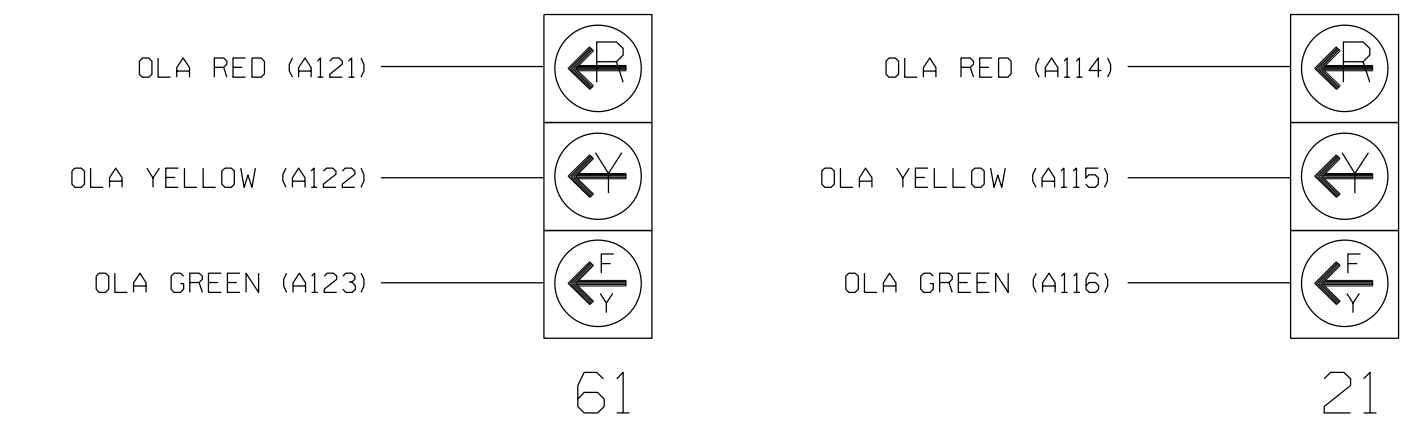 OLA RED (A121)
R
OLA YELLOW (A122)
Y
OLA GREEN (A123)
F
Y
61
OLA RED (A114)
R
OLA YELLOW (A115)
Y
OLA GREEN (A116)
F
Y
21